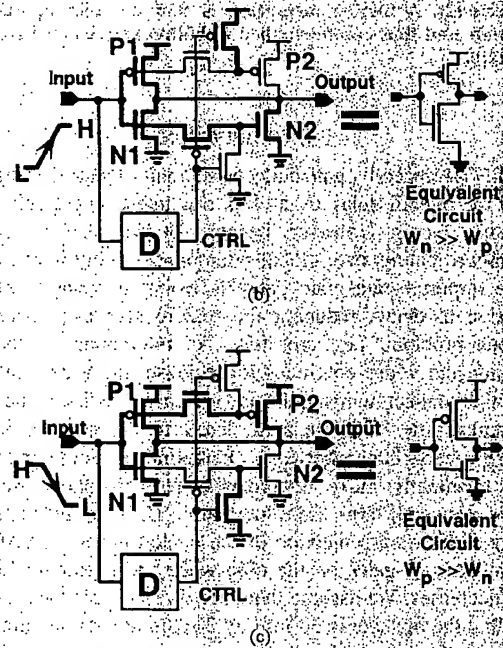 P1
P2
Input
Output
H
L
N1
N2
D
CTRL
Equivalent
Circuit
Wn >> Wp
(b)
P1
P2
Input
Output
H
L
N1
N2
D
CTRL
Equivalent
Circuit
Wp >> Wn
(c)